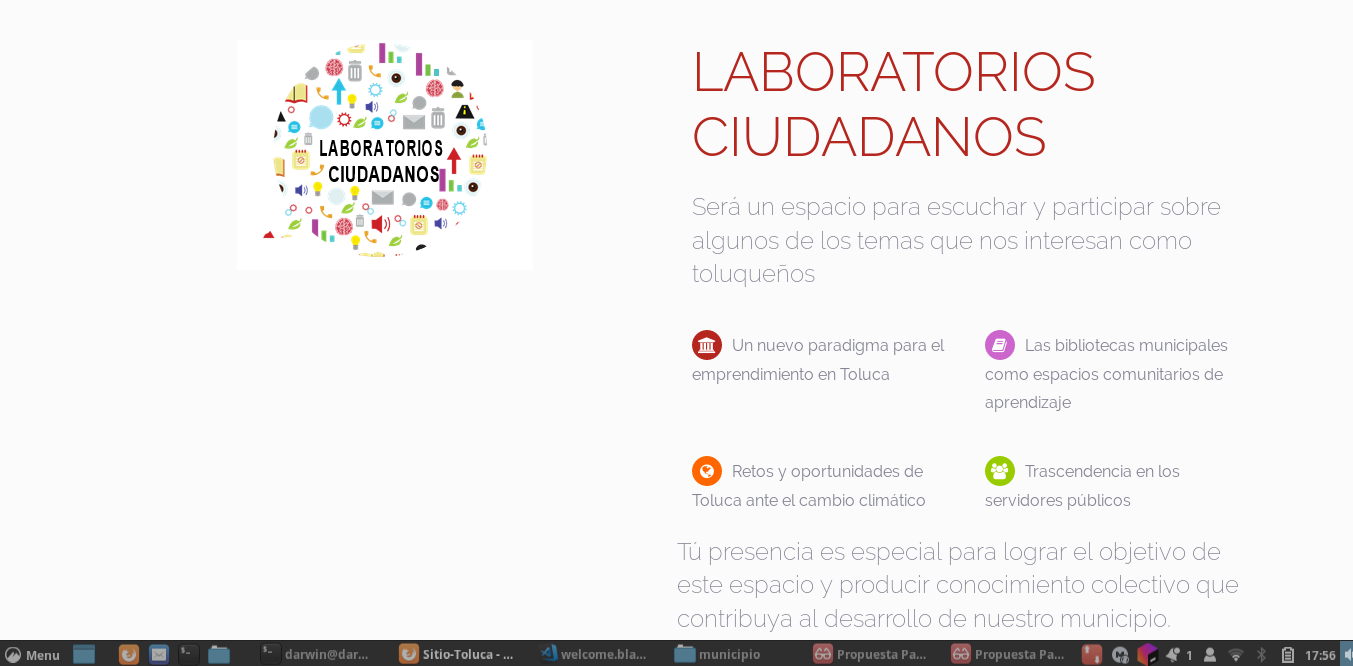 LABORATORIOS
CIUDADANOS
LABORATORIOS
CIUDADANOS
Será un espacio para escuchar y participar sobre
algunos de los temas que nos interesan como
toluqueños
Un nuevo paradigma para el
emprendimiento en Toluca
Las bibliotecas municipales
como espacios comunitarios de
aprendizaje
Retos y oportunidades de
Toluca ante el cambio climático
Trascendencia en los
servidores públicos
Tú presencia es especial para lograr el objetivo de
este espacio y producir conocimiento colectivo que
contribuya al desarrollo de nuestro municipio.
Menu darwin@dar... Sitio-Toluca - ... welcome.bla... municipio Propuesta Pa... Propuesta Pa... 1 17:56